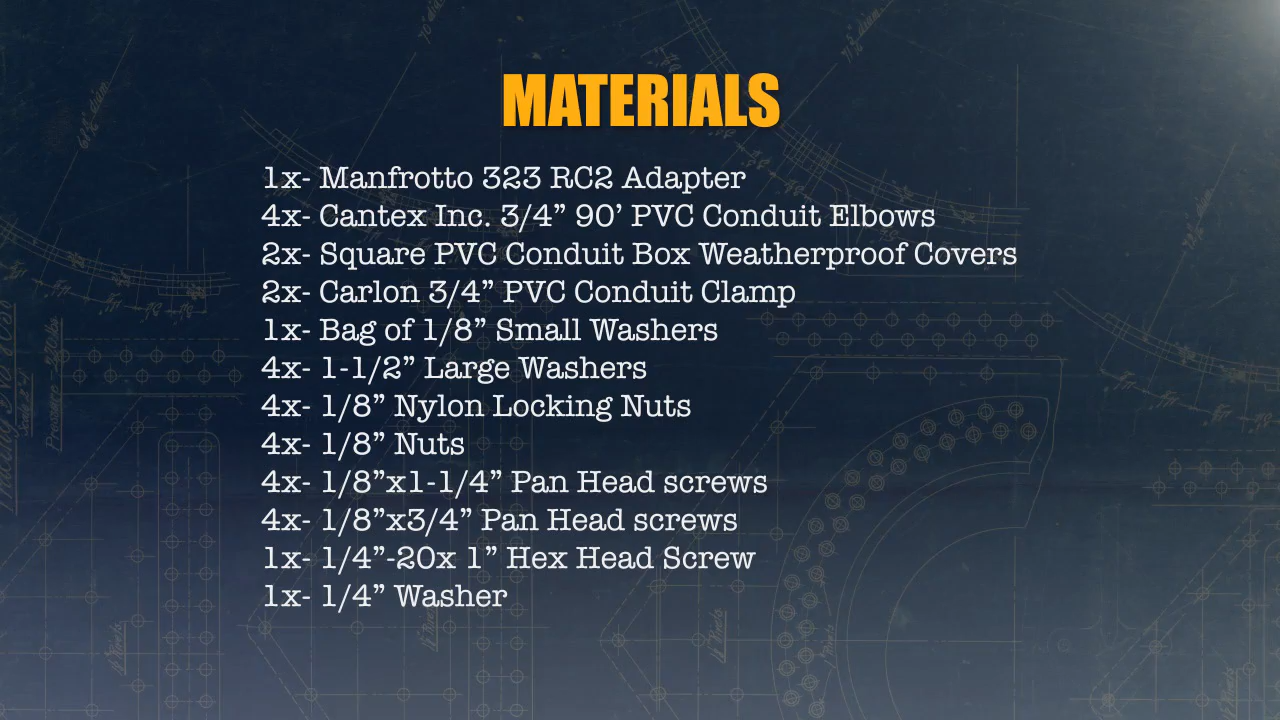 MATERIALS
1x- Manfrotto 323 RC2 Adapter
4x- Cantex Inc. 3/4” 90’ PVC Conduit Elbows
2x- Square PVC Conduit Box Weatherproof Covers
2x- Carlon 3/4” PVC Conduit Clamp
1x- Bag of 1/8” Small Washers
4x- 1-1/2” Large Washers
4x- 1/8” Nylon Locking Nuts
4x- 1/8” Nuts
4x- 1/8”x1-1/4” Pan Head screws
4x- 1/8”x3/4” Pan Head screws
1x- 1/4”-20x 1” Hex Head Screw
1x- 1/4” Washer